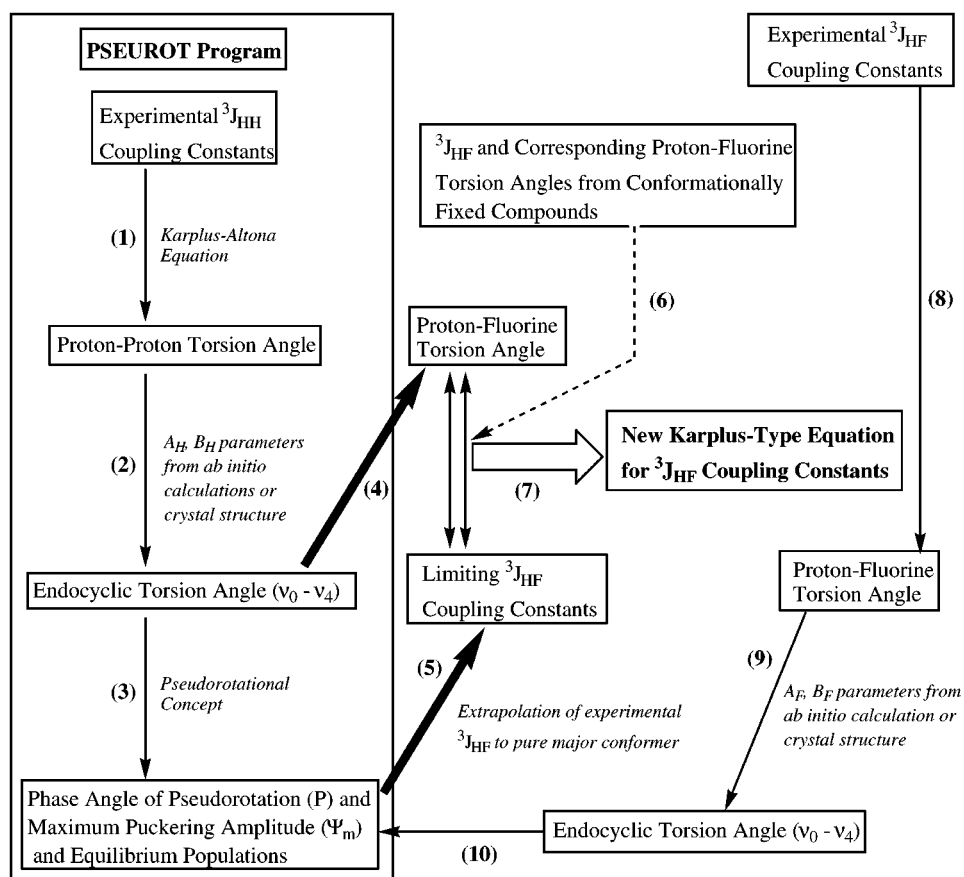 PSEUROT Program
Experimental ³J_HH
Coupling Constants
(1)
Karplus-Altona
Equation
Proton-Proton Torsion Angle
(2)
A_H, B_H parameters
from ab initio
calculations or
crystal structure
Endocyclic Torsion Angle (ν₀ - ν₄)
(3)
Pseudorotational
Concept
Phase Angle of Pseudorotation (P) and
Maximum Puckering Amplitude (Ψ_m)
and Equilibrium Populations
(4)
(5)
Extrapolation of experimental
³J_HF to pure major conformer
³J_HF and Corresponding Proton-Fluorine
Torsion Angles from Conformationally
Fixed Compounds
(6)
Proton-Fluorine
Torsion Angle
(7)
New Karplus-Type Equation
for ³J_HF Coupling Constants
Limiting ³J_HF
Coupling Constants
Experimental ³J_HF
Coupling Constants
(8)
Proton-Fluorine
Torsion Angle
(9)
A_F, B_F parameters from
ab initio calculation or
crystal structure
Endocyclic Torsion Angle (ν₀ - ν₄)
(10)